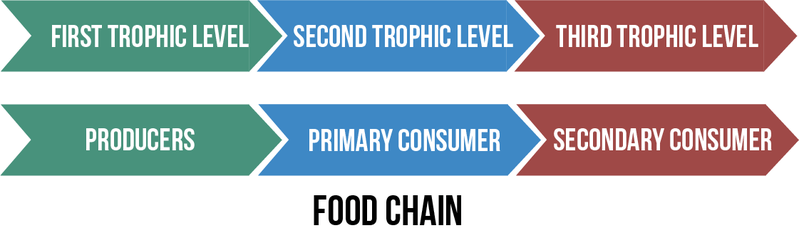 FIRST TROPHIC LEVEL SECOND TROPHIC LEVEL THIRD TROPHIC LEVEL
PRODUCERS PRIMARY CONSUMER SECONDARY CONSUMER
FOOD CHAIN